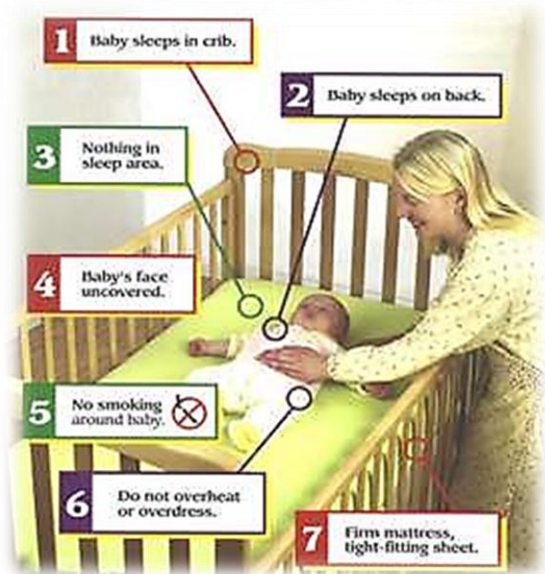 1 Baby sleeps in crib.
2 Baby sleeps on back.
3 Nothing in
sleep area.
4 Baby's face
uncovered.
5 No smoking
around baby.
6 Do not overheat
or overdress.
7 Firm mattress,
tight-fitting sheet.